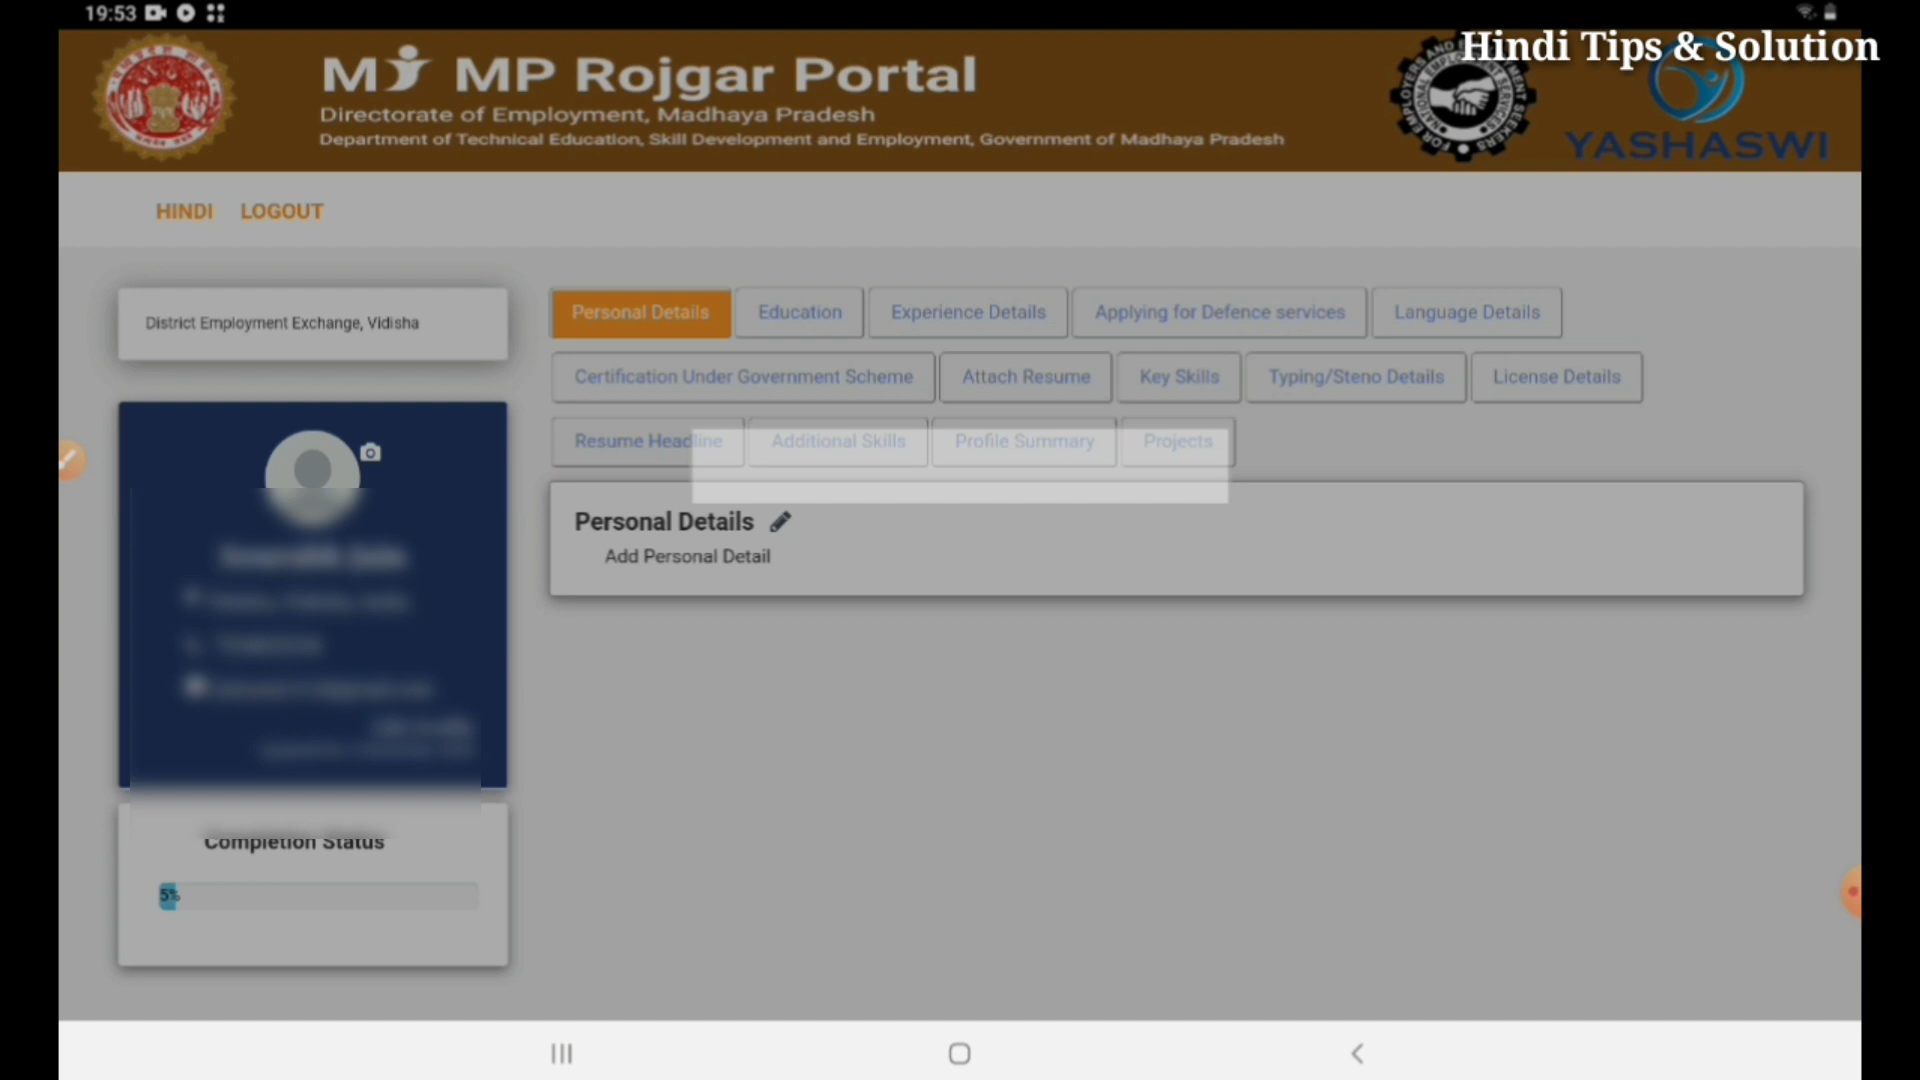 19:53
Hindi Tips & Solution
My MP Rojgar Portal
Directorate of Employment, Madhaya Pradesh
Department of Technical Education, Skill Development and Employment, Government of Madhaya Pradesh
YASHASWI
HINDI LOGOUT
District Employment Exchange, Vidisha
Personal Details Education Experience Details Applying for Defence services Language Details
Certification Under Government Scheme Attach Resume Key Skills Typing/Steno Details License Details
Resume Headline Additional Skills Profile Summary Projects
Personal Details
Add Personal Detail
Completion Status
5%